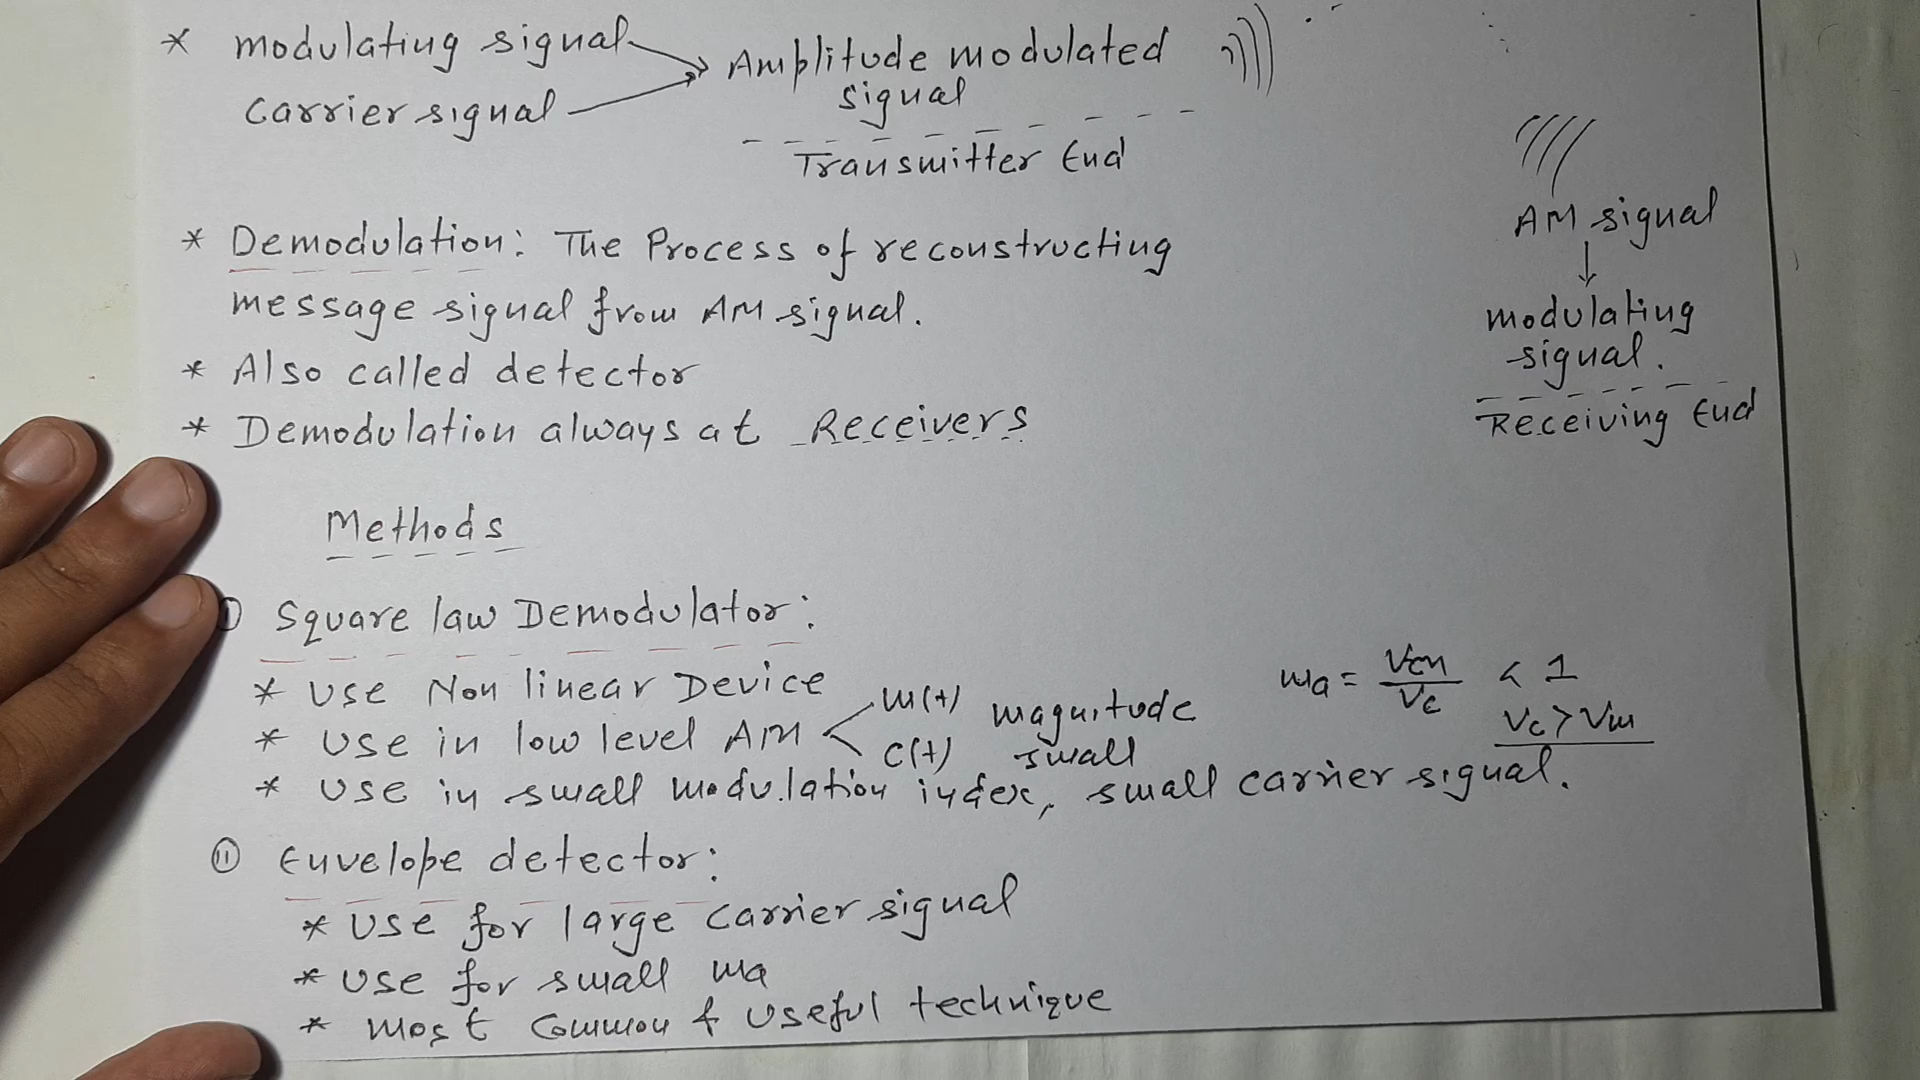 * modulating signal
carrier signal
Amplitude modulated
signal
Transmitter End
AM signal
↓
modulating
signal.
Receiving End
* Demodulation: The Process of reconstructing
message signal from AM signal.
* Also called detector
* Demodulation always at Receivers
Methods
Square law Demodulator:
* Use Non linear Device
* Use in low level AM < m(t) magnitude
c(t) small
ma = Vm/Vc < 1
Vc > Vm
* Use in small modulation index, small carrier signal.
(II) Envelope detector:
* Use for large carrier signal
* Use for small ma
* Most common & useful technique